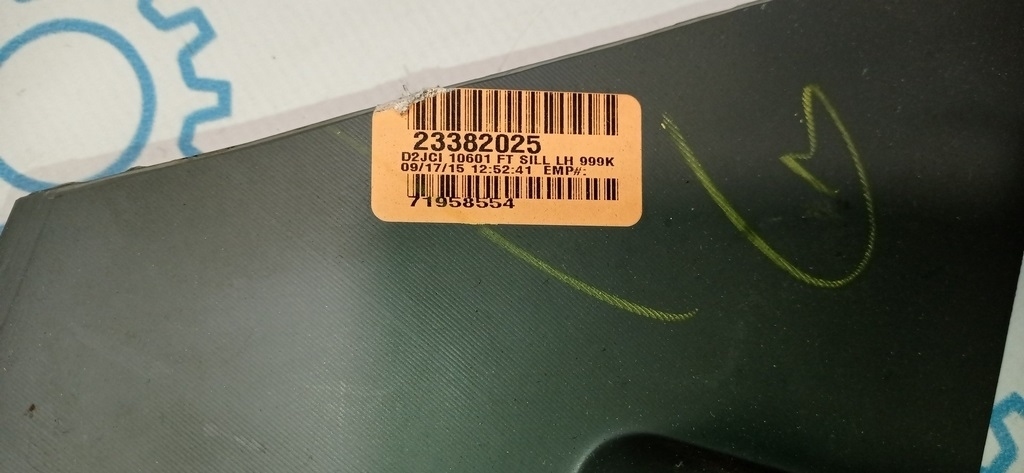 23382025
D2JCI 10601 FT SILL LH 999K
09/17/15 12:52:41 EMP#:
71958554